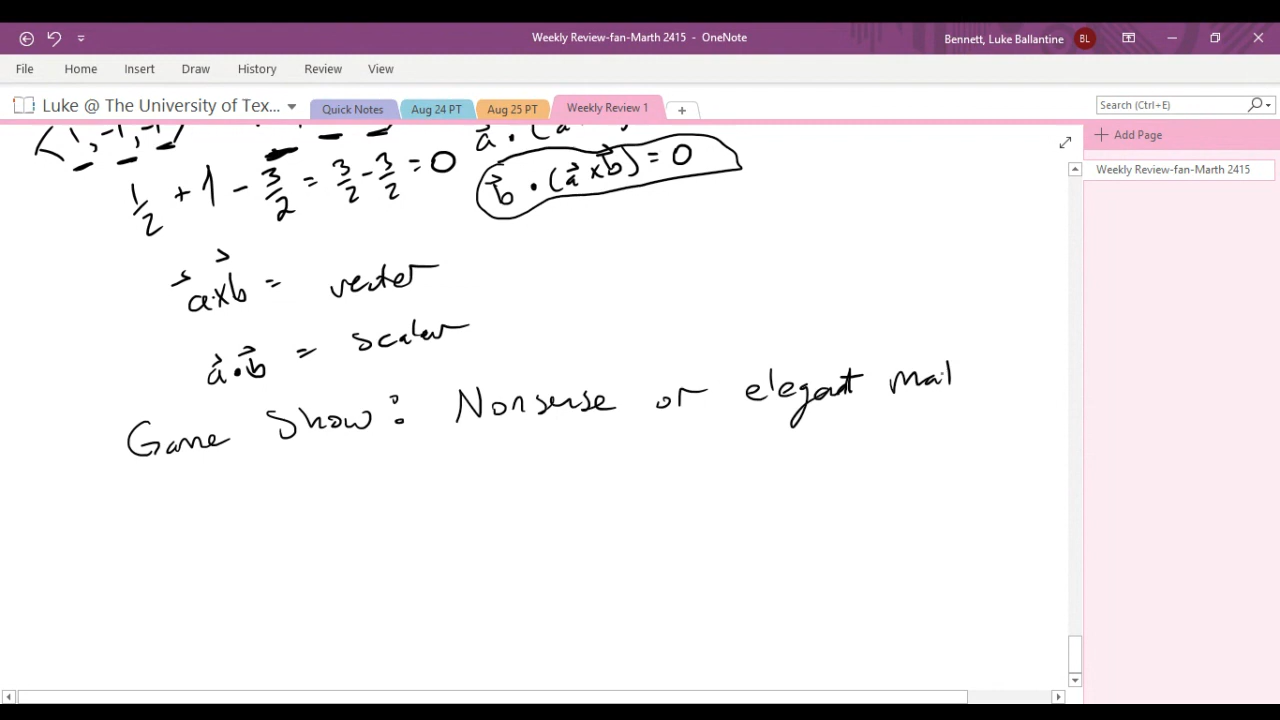 Weekly Review-fan-Marth 2415 - OneNote
Bennett, Luke Ballantine BL
File Home Insert Draw History Review View
Luke @ The University of Tex... Quick Notes Aug 24 PT Aug 25 PT Weekly Review 1 +
Search (Ctrl+E)
Add Page
Weekly Review-fan-Marth 2415
<1, -1, -1>
1/2 + 1 - 3/2 = 3/2 - 3/2 = 0
b⃗ · (a⃗ x b⃗) = 0
a⃗ x b⃗ = vector
a⃗ · b⃗ = scalar
Game Show: Nonsense or elegant mat